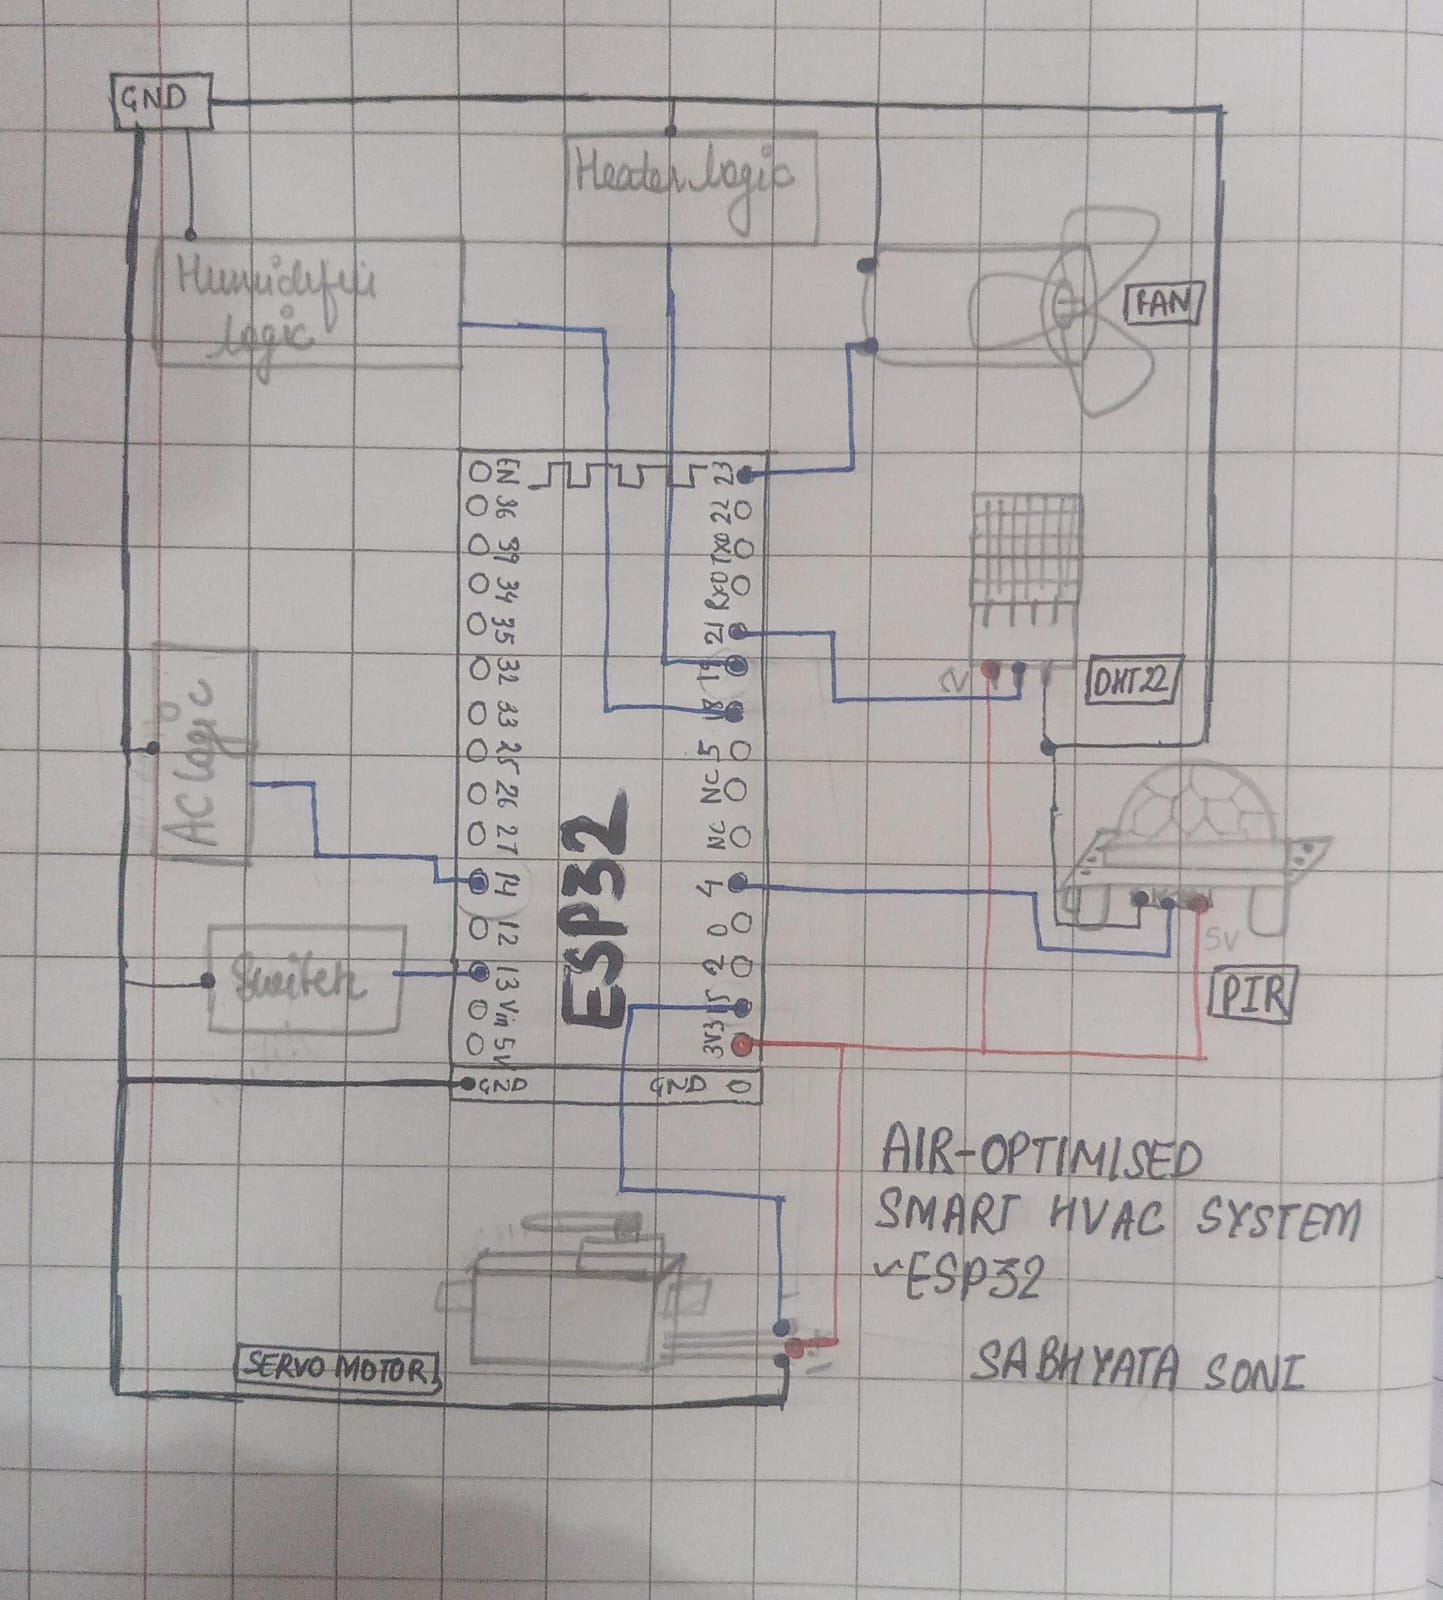 GND
Heater logic
Humidifier
logic
FAN
EN
36
39
34
35
32
33
25
26
27
14
12
13
Vin
5V
GND
23
22
TX0
RX0
21
19
18
5
NC
NC
4
0
2
15
3V3
GND
ESP32
DHT22
AC logic
Switch
5V
PIR
SERVO MOTOR
AIR-OPTIMISED
SMART HVAC SYSTEM
~ESP32
SABHYATA SONI